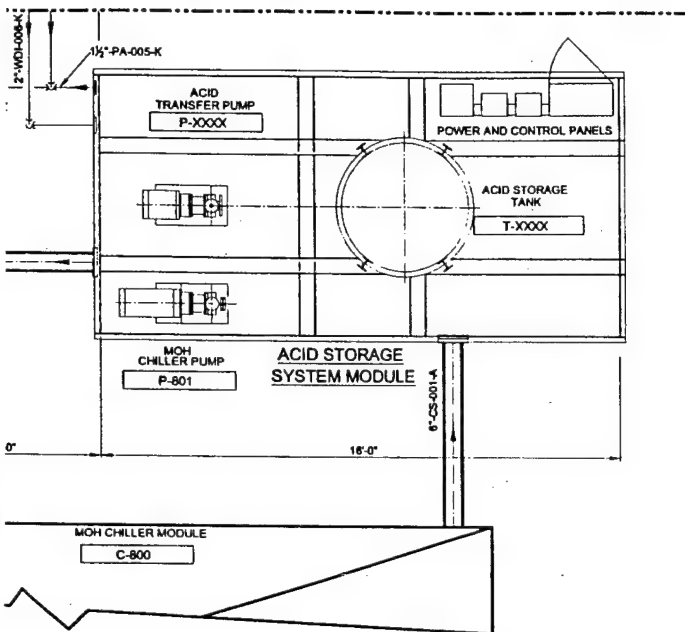 2"-WDI-006-K
1½"-PA-005-K
ACID
TRANSFER PUMP
P-XXXX
POWER AND CONTROL PANELS
ACID STORAGE
TANK
T-XXXX
MOH
CHILLER PUMP
P-801
ACID STORAGE
SYSTEM MODULE
6"-CS-001-A
0"
16'-0"
MOH CHILLER MODULE
C-800